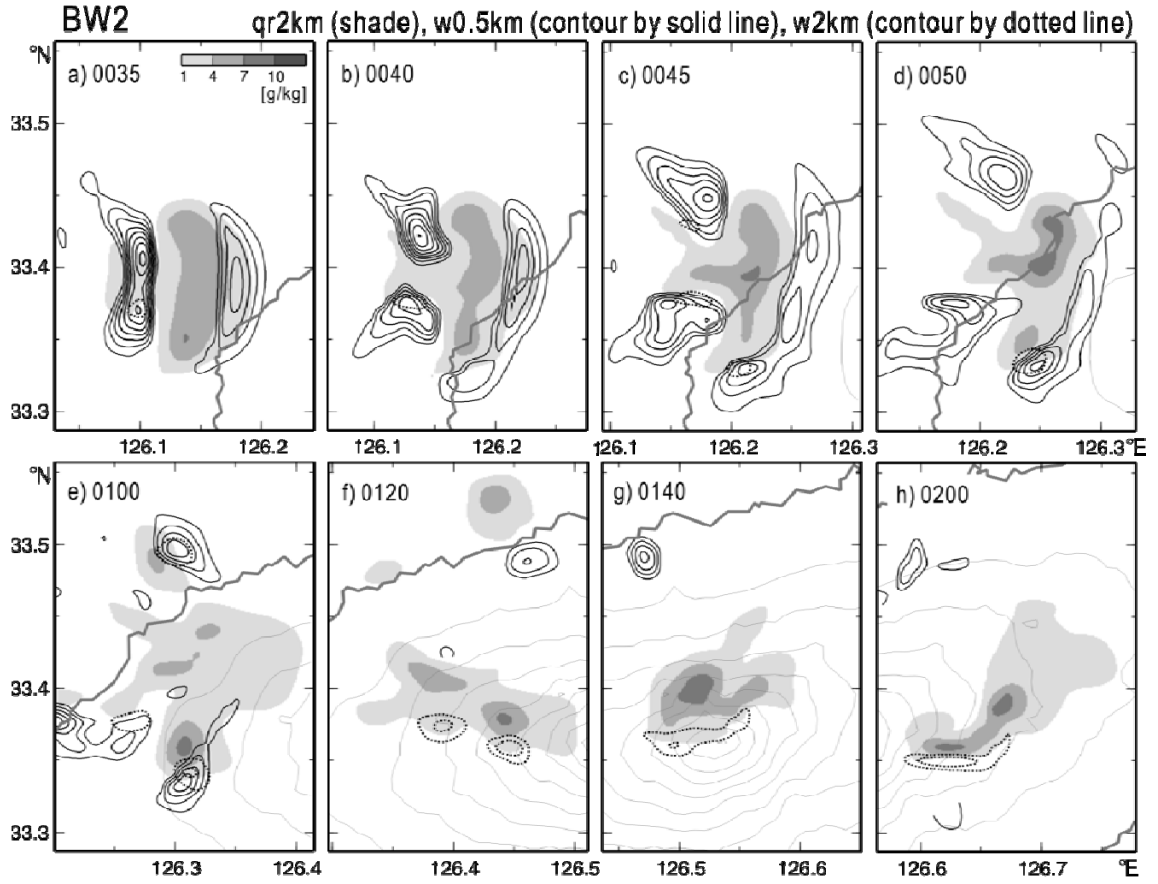 BW2 qr2km (shade), w0.5km (contour by solid line), w2km (contour by dotted line)
°N
a) 0035
1 4 7 10
[g/kg]
b) 0040
c) 0045
d) 0050
33.5
33.4
33.3
126.1 126.2 126.1 126.2 126.1 126.2 126.3 126.2 126.3°E
°N
e) 0100
f) 0120
g) 0140
h) 0200
33.5
33.4
33.3
126.3 126.4 126.4 126.5 126.5 126.6 126.6 126.7 °E